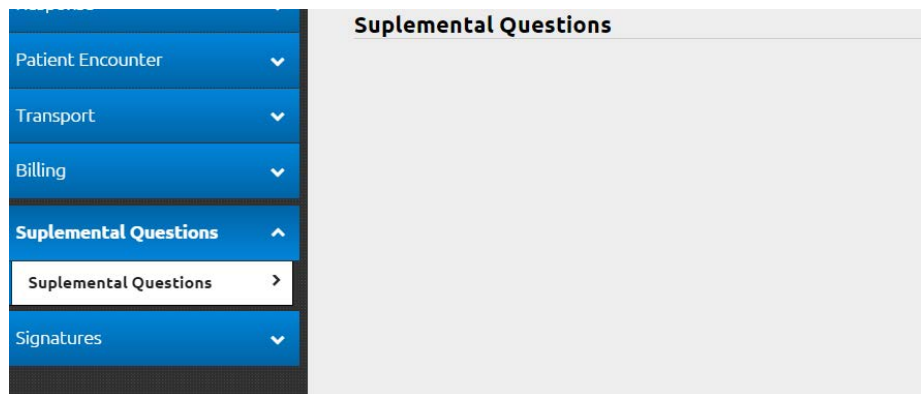 Suplemental Questions
Patient Encounter
Transport
Billing
Suplemental Questions
Suplemental Questions
Signatures